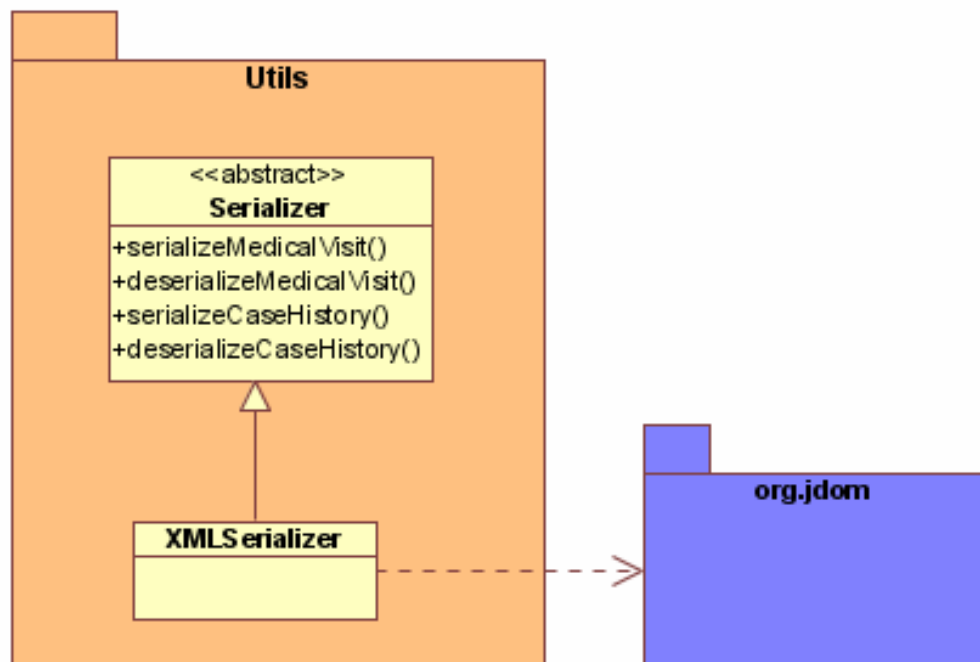 Utils
<<abstract>>
Serializer
+serializeMedicalVisit()
+deserializeMedicalVisit()
+serializeCaseHistory()
+deserializeCaseHistory()
org.jdom
XMLSerializer